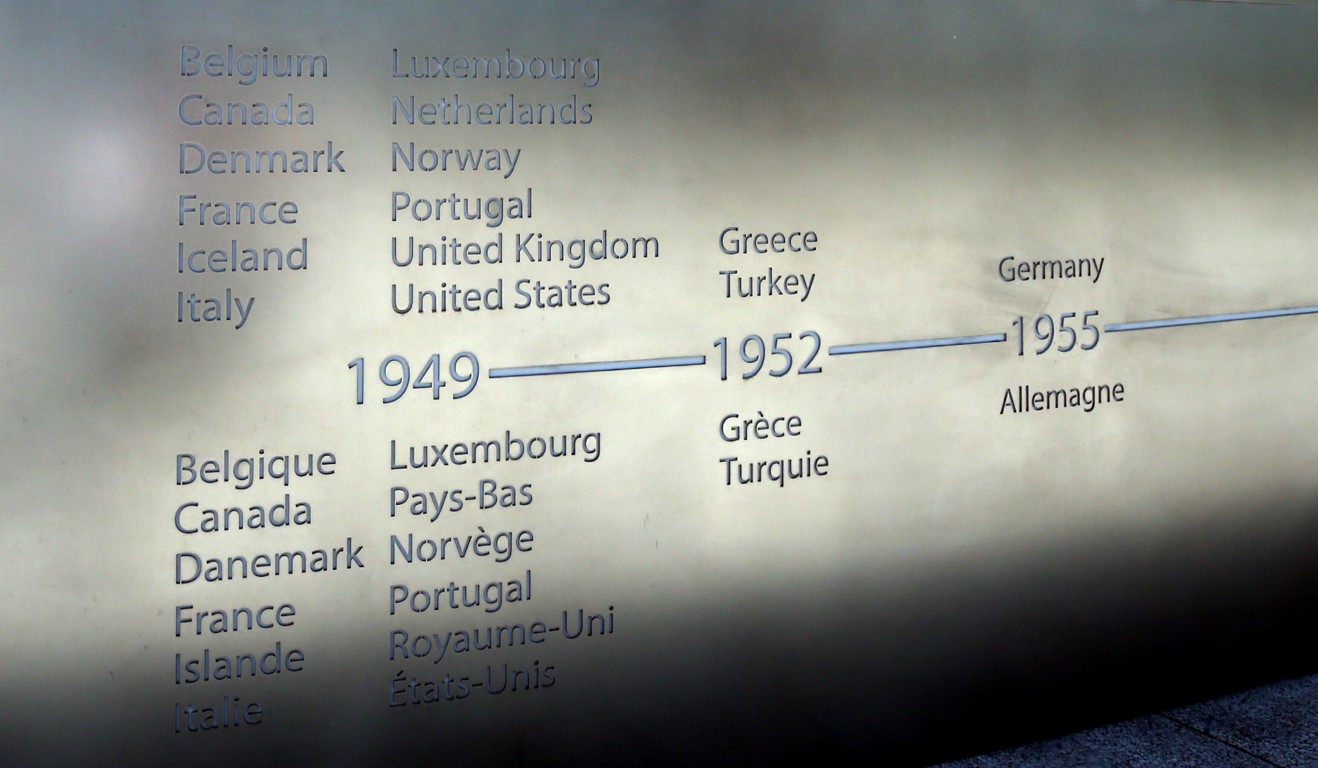 Belgium
Canada
Denmark
France
Iceland
Italy
Luxembourg
Netherlands
Norway
Portugal
United Kingdom
United States
Greece
Turkey
Germany
1949
1952
1955
Belgique
Canada
Danemark
France
Islande
Italie
Luxembourg
Pays-Bas
Norvège
Portugal
Royaume-Uni
États-Unis
Grèce
Turquie
Allemagne